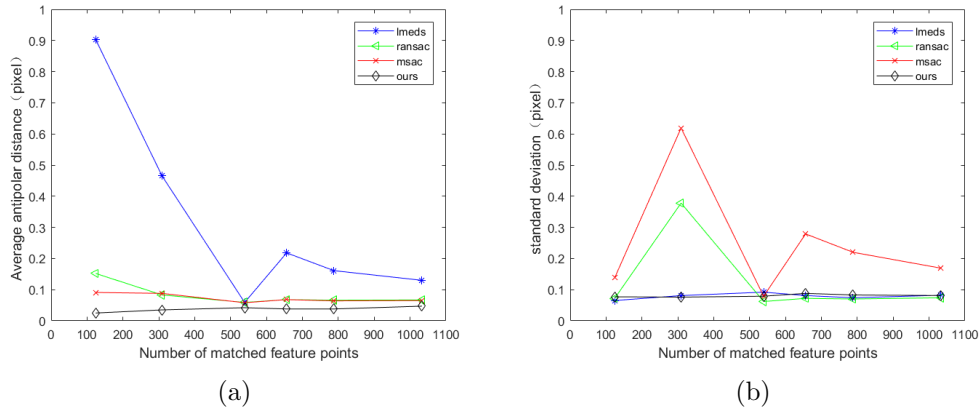 1
0.9
0.8
0.7
0.6
0.5
0.4
0.3
0.2
0.1
0
0 100 200 300 400 500 600 700 800 900 1000 1100
Average antipolar distance（pixel）
Number of matched feature points
lmeds
ransac
msac
ours
(a)
1
0.9
0.8
0.7
0.6
0.5
0.4
0.3
0.2
0.1
0
0 100 200 300 400 500 600 700 800 900 1000 1100
standard deviation（pixel）
Number of matched feature points
lmeds
ransac
msac
ours
(b)